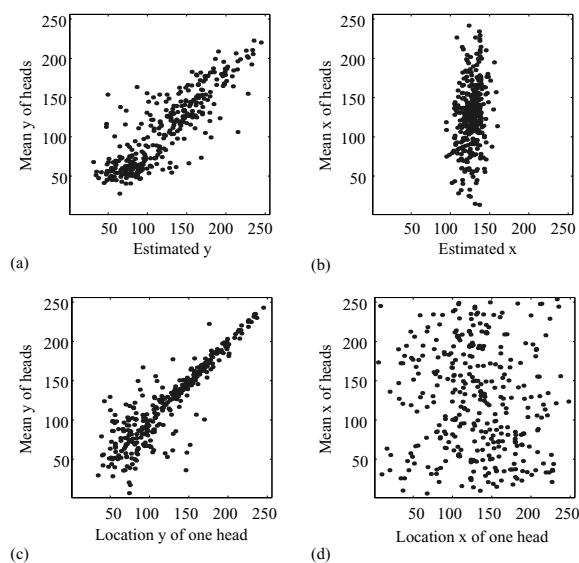 250
200
150
100
50
Mean y of heads
50 100 150 200 250
Estimated y
(a)
250
200
150
100
50
Mean x of heads
50 100 150 200 250
Estimated x
(b)
250
200
150
100
50
Mean y of heads
50 100 150 200 250
Location y of one head
(c)
250
200
150
100
50
Mean x of heads
50 100 150 200 250
Location x of one head
(d)